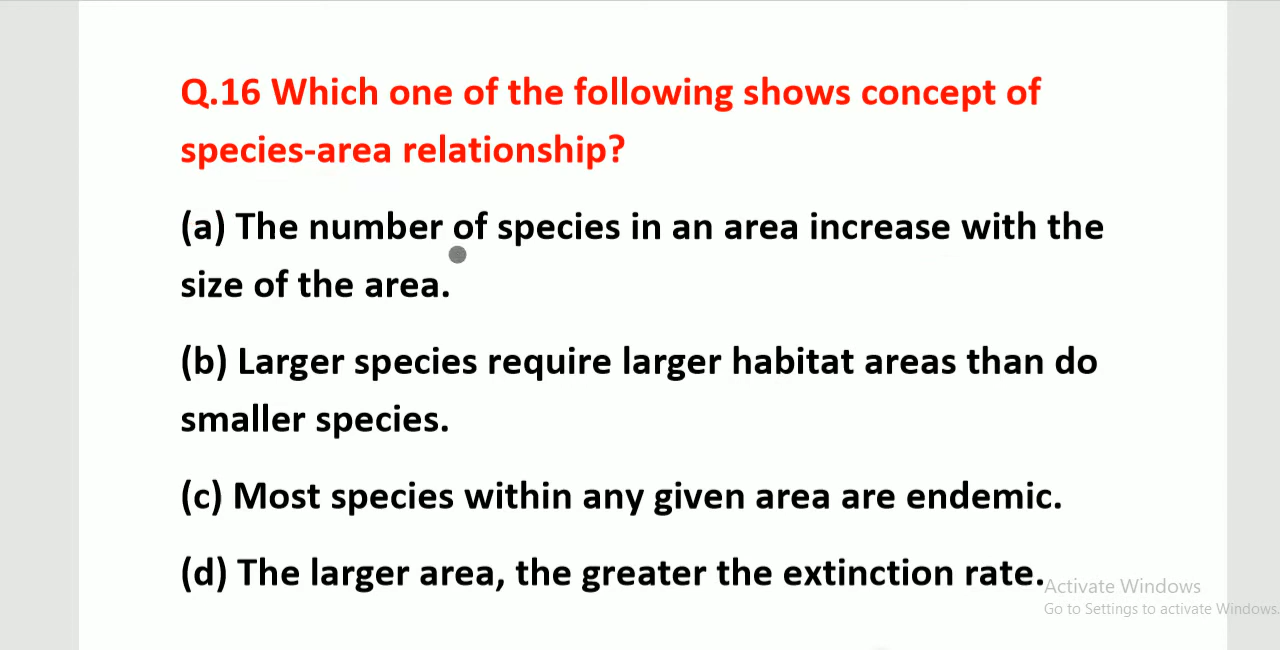 Q.16 Which one of the following shows concept of
species-area relationship?
(a) The number of species in an area increase with the
size of the area.
(b) Larger species require larger habitat areas than do
smaller species.
(c) Most species within any given area are endemic.
(d) The larger area, the greater the extinction rate.
Activate Windows
Go to Settings to activate Windows.